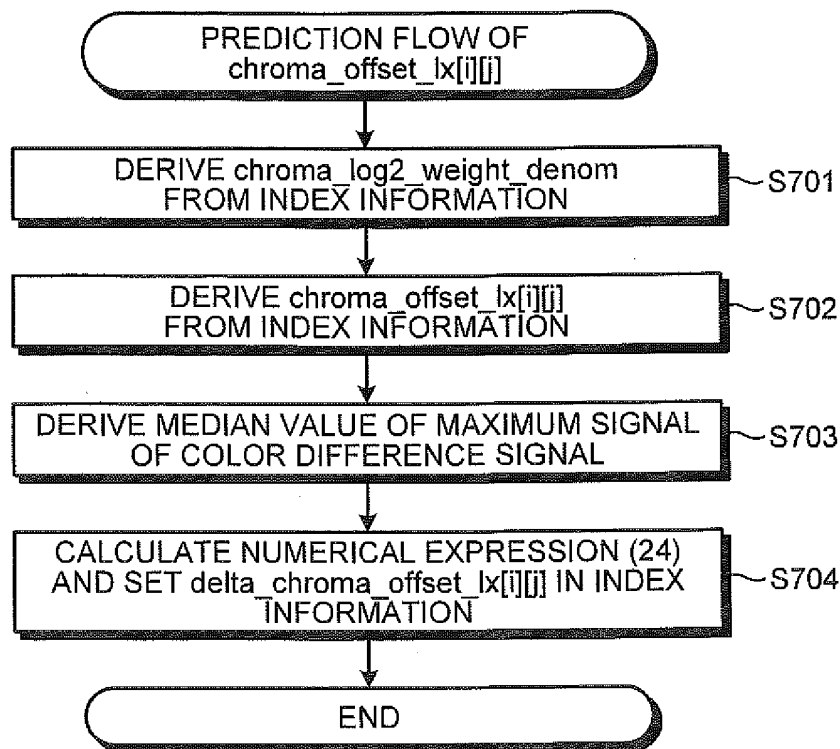 PREDICTION FLOW OF
chroma_offset_lx[i][j]
DERIVE chroma_log2_weight_denom
FROM INDEX INFORMATION
S701
DERIVE chroma_offset_lx[i][j]
FROM INDEX INFORMATION
S702
DERIVE MEDIAN VALUE OF MAXIMUM SIGNAL
OF COLOR DIFFERENCE SIGNAL
S703
CALCULATE NUMERICAL EXPRESSION (24)
AND SET delta_chroma_offset_lx[i][j] IN INDEX
INFORMATION
S704
END